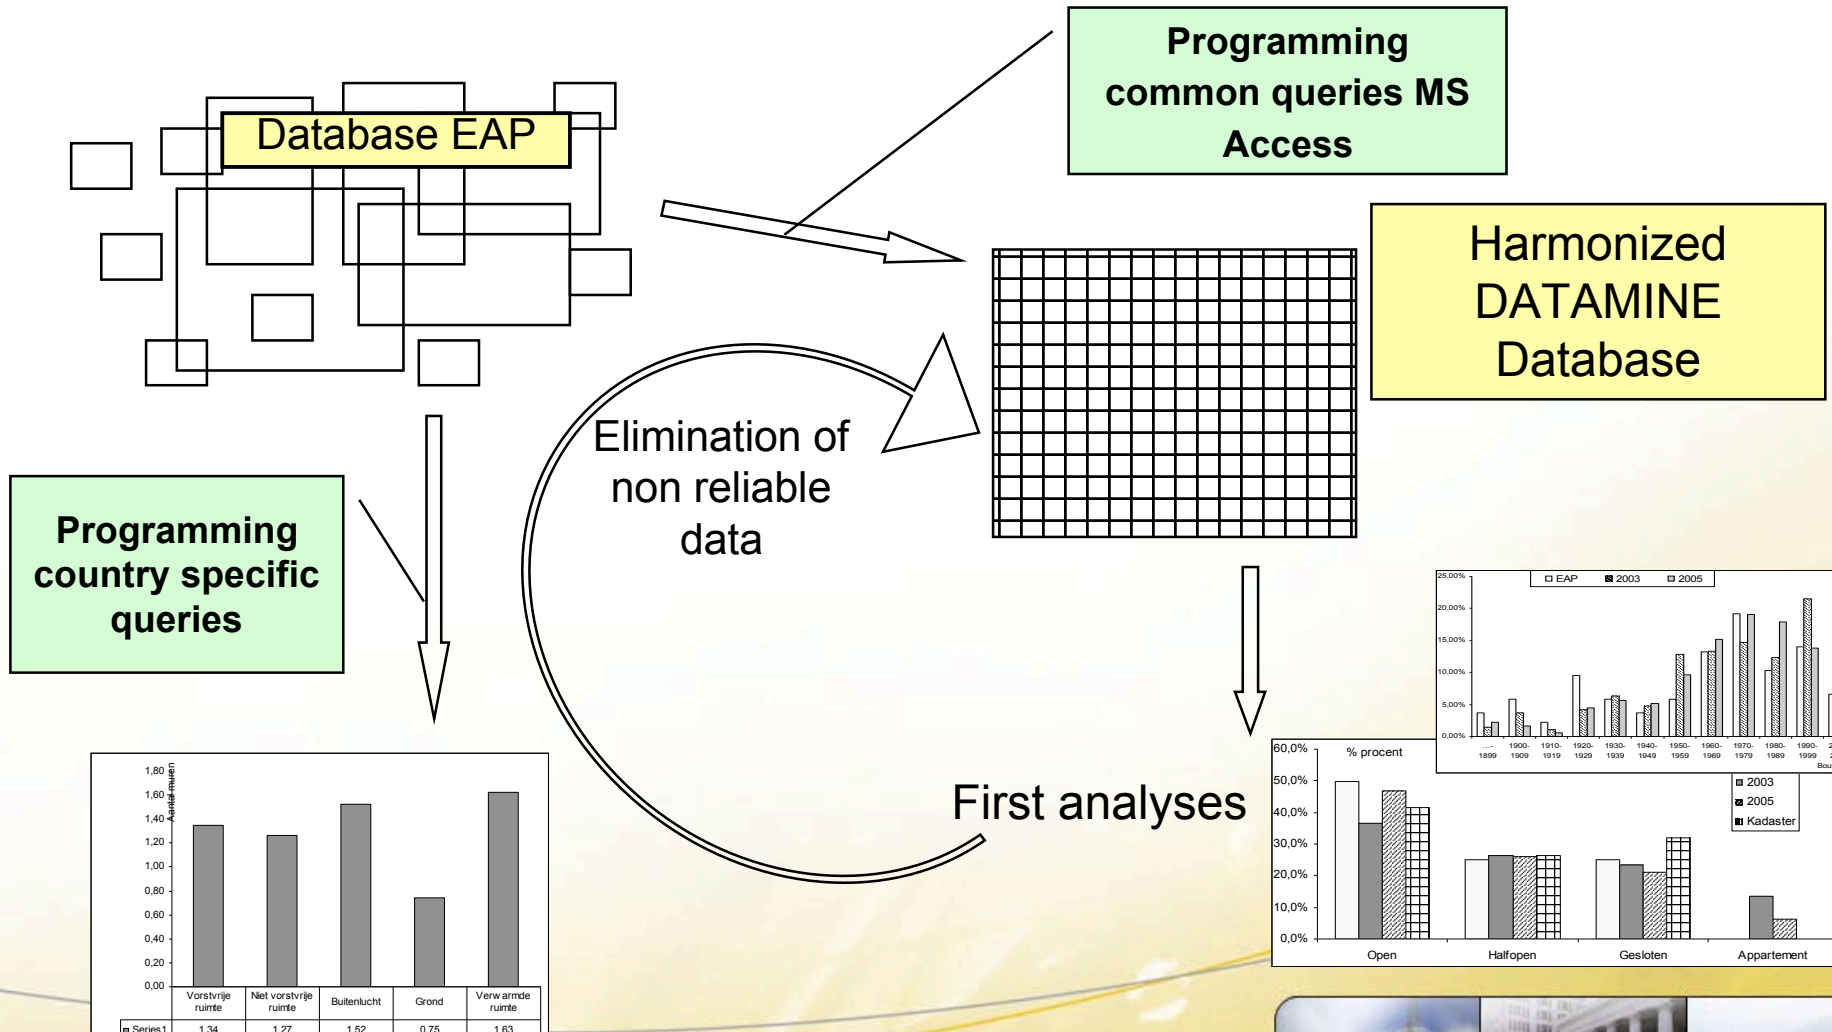 Programming
common queries MS
Access
Database EAP
Harmonized
DATAMINE
Database
Elimination of
non reliable
data
Programming
country specific
queries
First analyses
Aantal muren
1,80
1,60
1,40
1,20
1,00
0,80
0,60
0,40
0,20
0,00
Vorstvrije ruimte
Niet vorstvrije ruimte
Buitenlucht
Grond
Verwarmde ruimte
Series1 1,34 1,27 1,52 0,75 1,63
EAP 2003 2005
25,00%
20,00%
15,00%
10,00%
5,00%
0,00%
...-1899
1900-1909
1910-1919
1920-1929
1930-1939
1940-1949
1950-1959
1960-1969
1970-1979
1980-1989
1990-1999
% procent
60,0%
50,0%
40,0%
30,0%
20,0%
10,0%
0,0%
Open Halfopen Gesloten Appartement
2003
2005
Kadaster